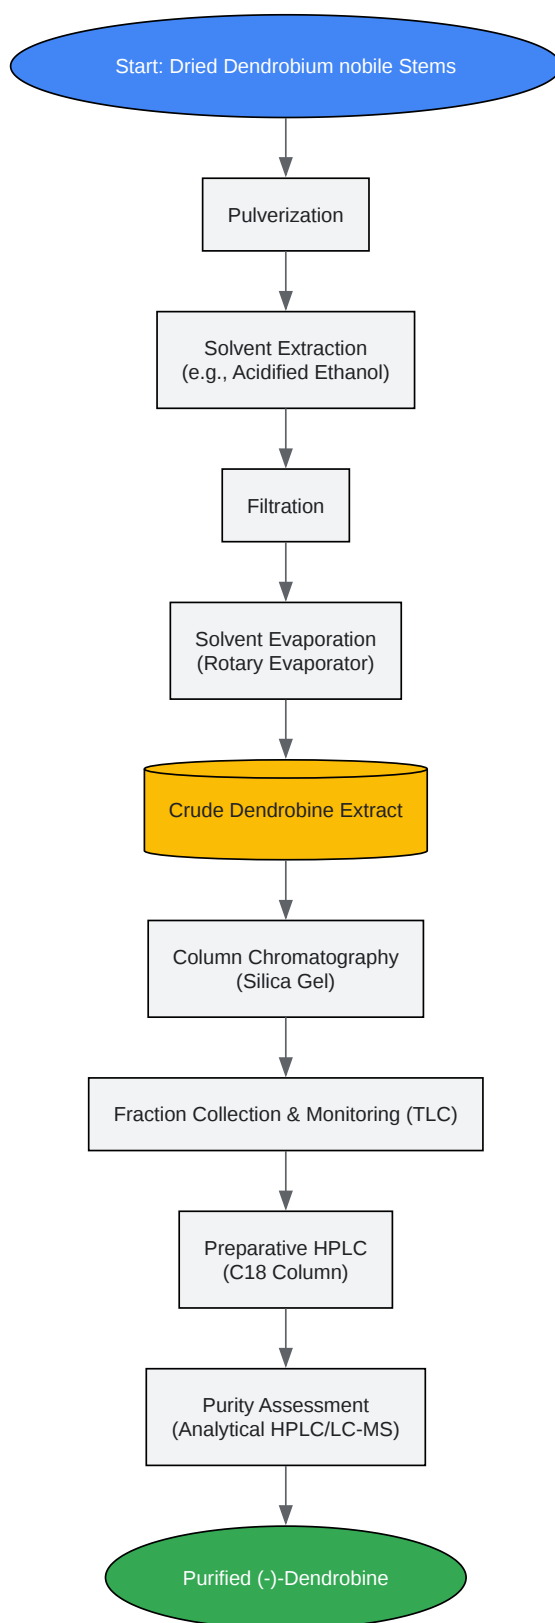 Start: Dried Dendrobium nobile Stems
Pulverization
Solvent Extraction
(e.g., Acidified Ethanol)
Filtration
Solvent Evaporation
(Rotary Evaporator)
Crude Dendrobine Extract
Column Chromatography
(Silica Gel)
Fraction Collection & Monitoring (TLC)
Preparative HPLC
(C18 Column)
Purity Assessment
(Analytical HPLC/LC-MS)
Purified (-)-Dendrobine